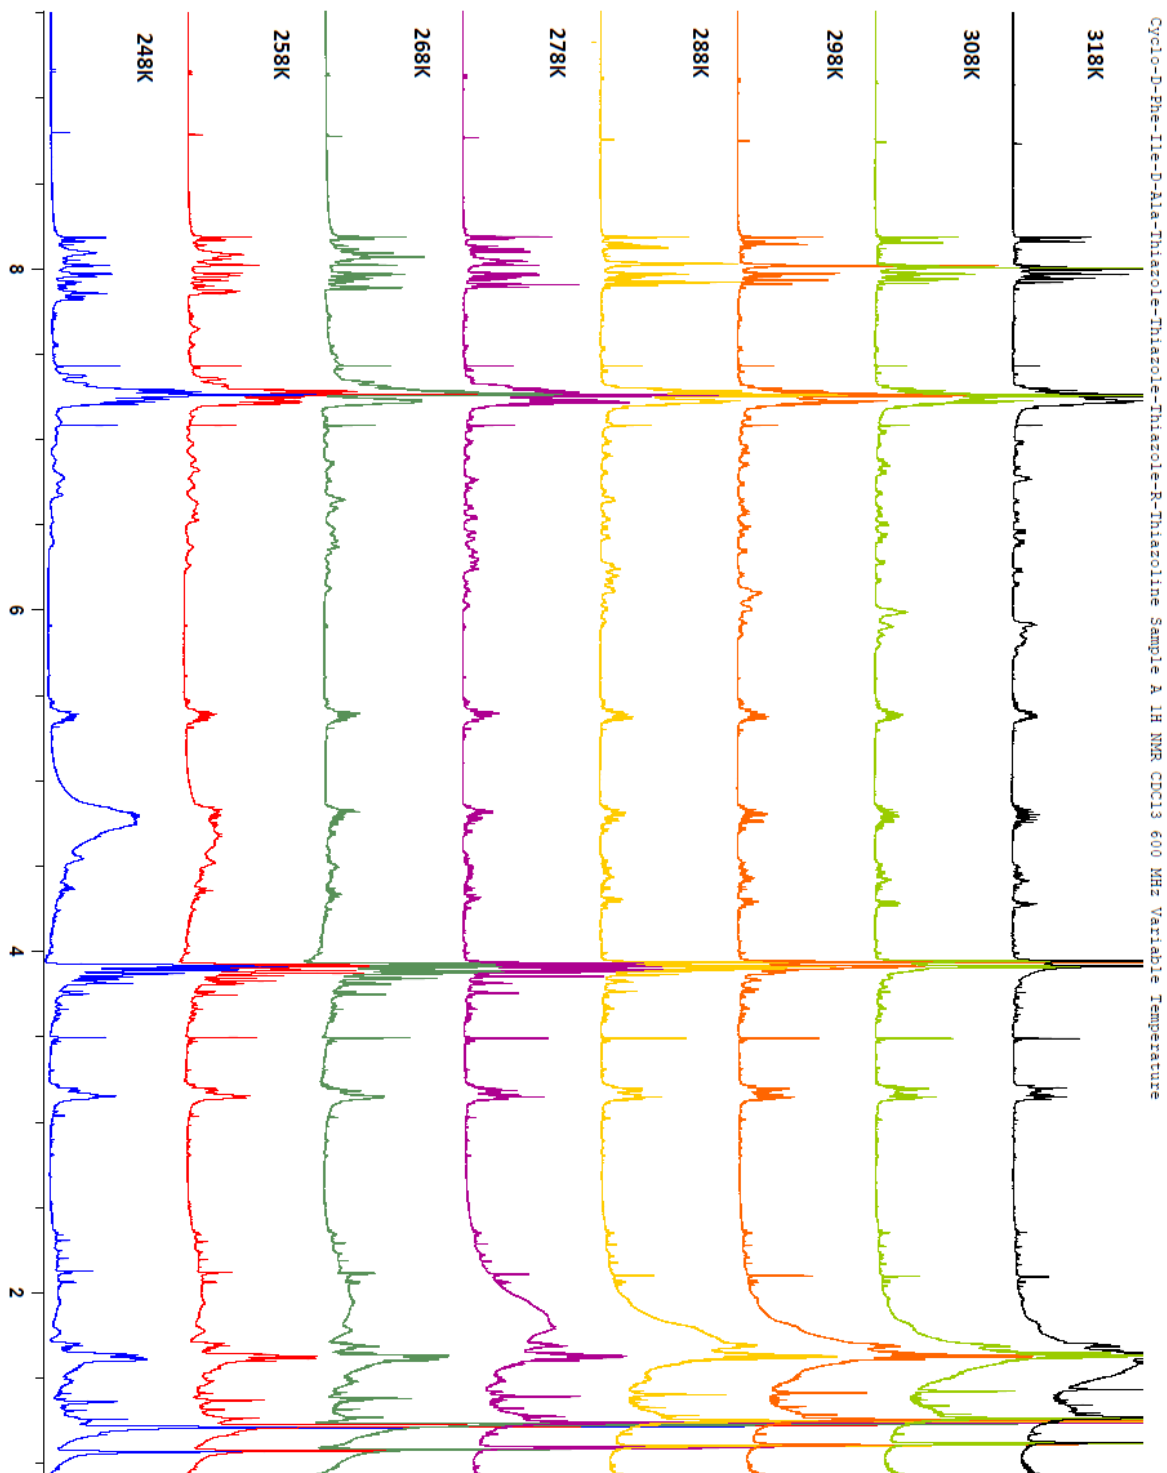 Cyclo-D-Phe-Ile-D-Ala-Thiazole-Thiazole-Thiazole-R-Thiazoline Sample A 1H NMR CDCl3 600 MHz Variable Temperature
318K
308K
298K
288K
278K
268K
258K
248K
8 6 4 2